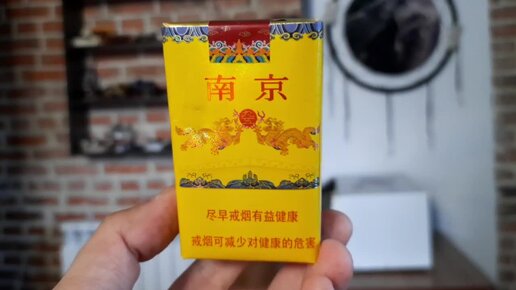 南京
尽早戒烟有益健康
戒烟可减少对健康的危害